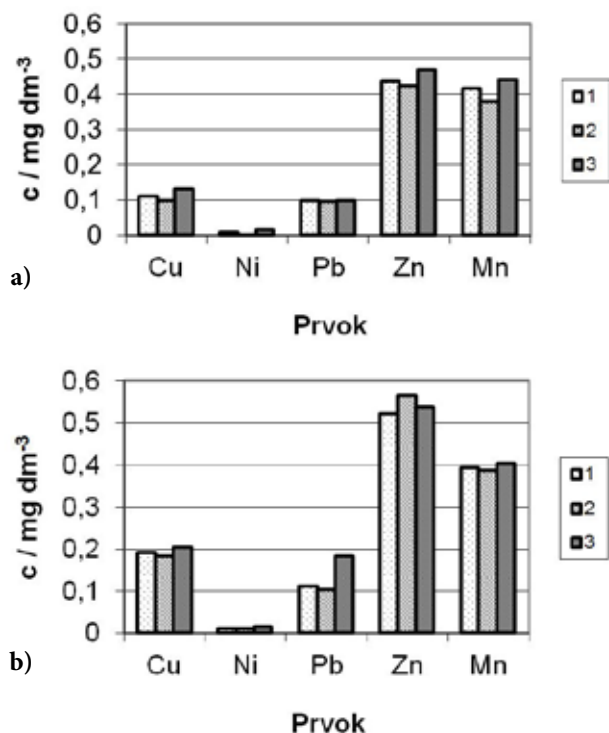 c / mg dm⁻³
0,6
0,5
0,4
0,3
0,2
0,1
0
Cu Ni Pb Zn Mn
Prvok
1
2
3
a)
c / mg dm⁻³
0,6
0,5
0,4
0,3
0,2
0,1
0
Cu Ni Pb Zn Mn
Prvok
1
2
3
b)